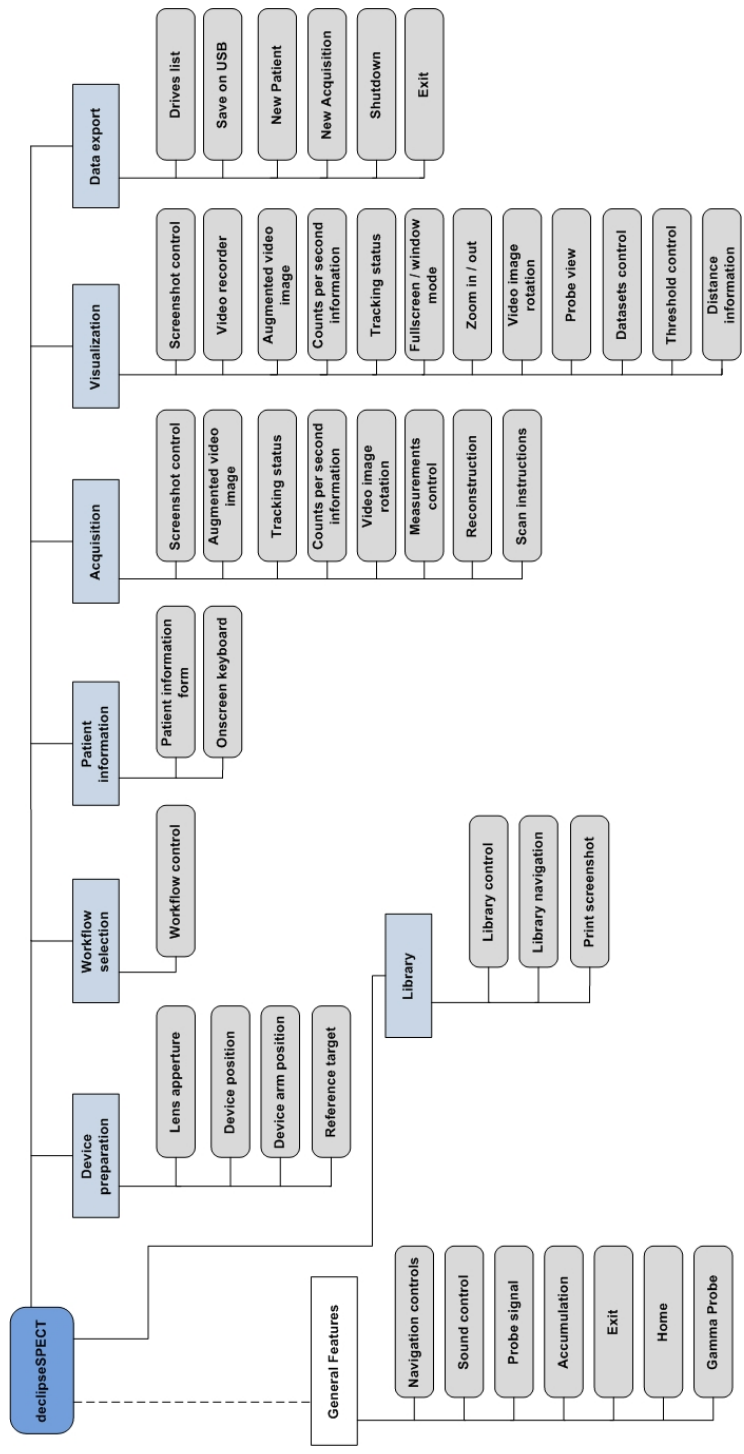 declipseSPECT
General Features
Navigation controls
Sound control
Probe signal
Accumulation
Exit
Home
Gamma Probe
Device
preparation
Lens apperture
Device position
Device arm position
Reference target
Workflow
selection
Workflow control
Library
Library control
Library navigation
Print screenshot
Patient
information
Patient information
form
Onscreen keyboard
Acquisition
Screenshot control
Augmented video
image
Tracking status
Counts per second
information
Video image
rotation
Measurements
control
Reconstruction
Scan instructions
Visualization
Screenshot control
Video recorder
Augmented video
image
Counts per second
information
Tracking status
Fullscreen / window
mode
Zoom in / out
Video image
rotation
Probe view
Datasets control
Threshold control
Distance
information
Data export
Drives list
Save on USB
New Patient
New Acquisition
Shutdown
Exit